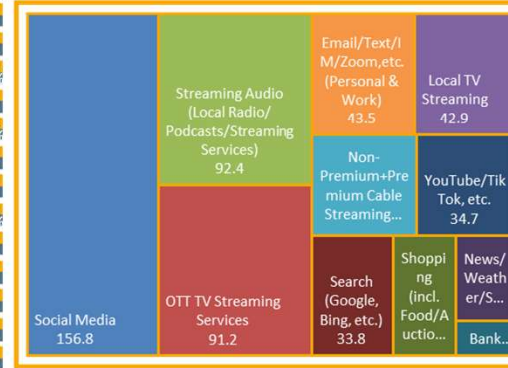 Social Media
156.8
Streaming Audio
(Local Radio/
Podcasts/Streaming
Services)
92.4
OTT TV Streaming
Services
91.2
Email/Text/I
M/Zoom,etc.
(Personal &
Work)
43.5
Local TV
Streaming
42.9
Non-
Premium+Pre
mium Cable
Streaming...
YouTube/Tik
Tok, etc.
34.7
Search
(Google,
Bing, etc.)
33.8
Shoppi
ng
(incl.
Food/A
uctio...
News/
Weath
er/S...
Bank...